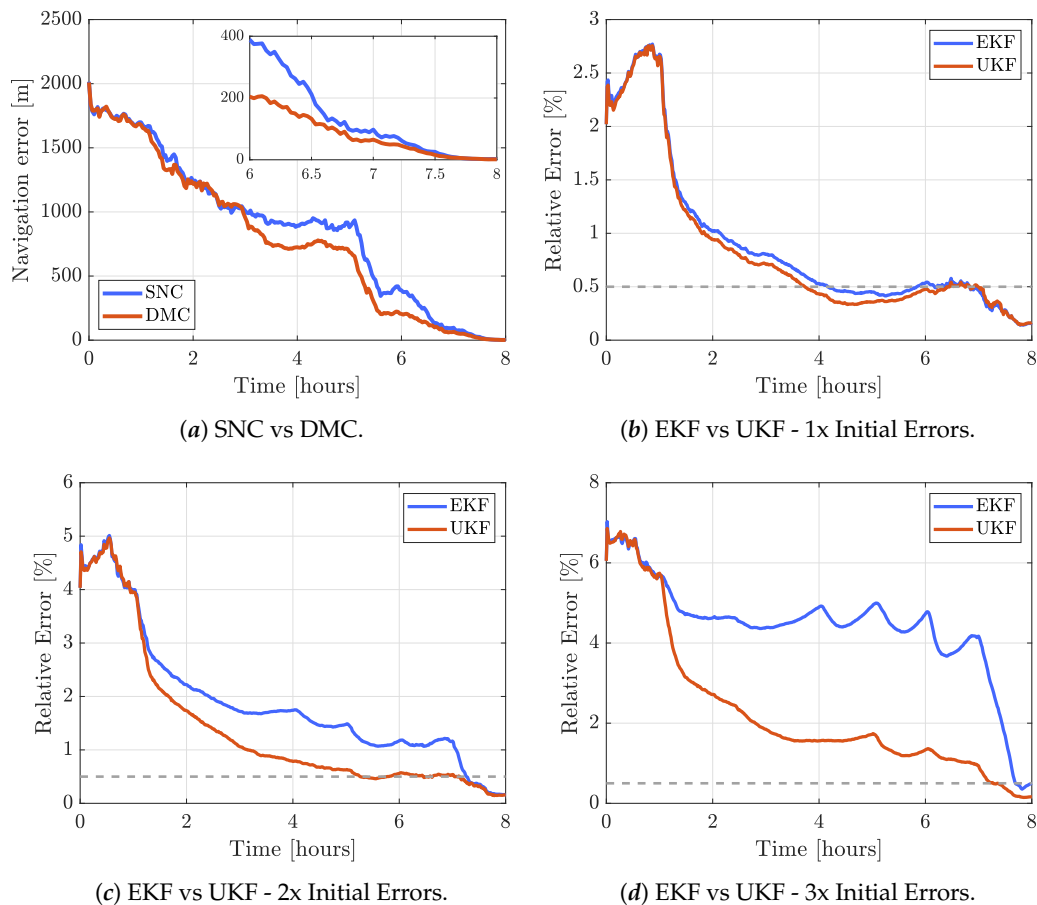 2500
2000
1500
1000
500
0
Navigation error [m]
400
200
0
6 6.5 7 7.5 8
SNC
DMC
0 2 4 6 8
Time [hours]
(a) SNC vs DMC.
3
2.5
2
1.5
1
0.5
0
Relative Error [%]
EKF
UKF
0 2 4 6 8
Time [hours]
(b) EKF vs UKF - 1x Initial Errors.
6
5
4
3
2
1
0
Relative Error [%]
EKF
UKF
0 2 4 6 8
Time [hours]
(c) EKF vs UKF - 2x Initial Errors.
8
6
4
2
0
Relative Error [%]
EKF
UKF
0 2 4 6 8
Time [hours]
(d) EKF vs UKF - 3x Initial Errors.